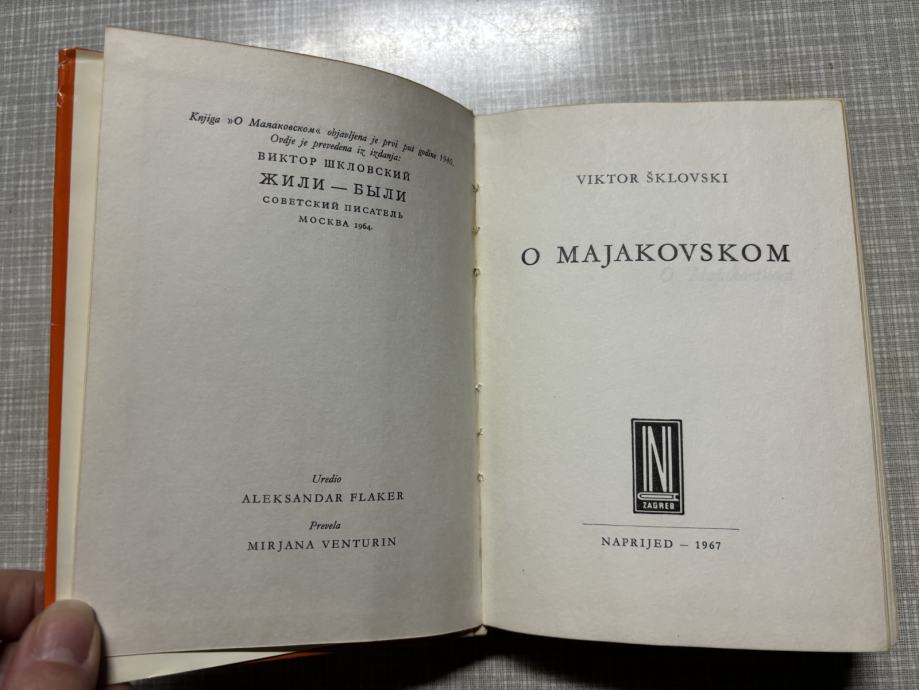 Knjiga »О Маяаковском« objavljena je prvi put godine 1940.
Ovdje je prevedena iz izdanja:
ВИКТОР ШКЛОВСКИЙ
ЖИЛИ — БЫЛИ
СОВЕТСКИЙ ПИСАТЕЛЬ
МОСКВА 1964.
Uredio
ALEKSANDAR FLAKER
Prevela
MIRJANA VENTURIN
VIKTOR ŠKLOVSKI
O MAJAKOVSKOM
N
ZAGREB
NAPRIJED — 1967